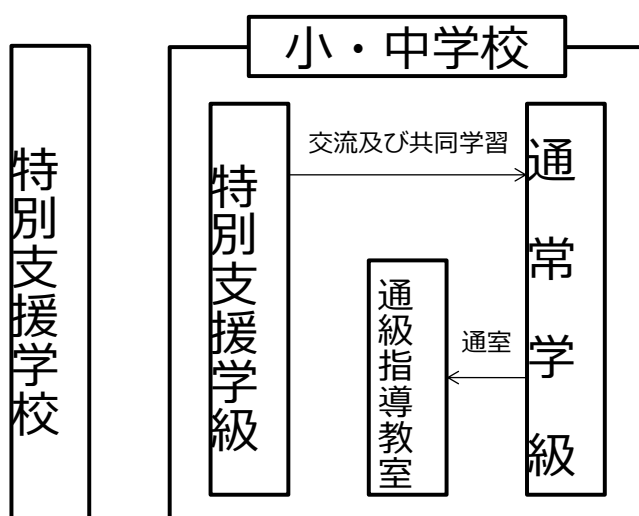 小・中学校
特別支援学校
特別支援学級
交流及び共同学習
通常学級
通級指導教室
通室